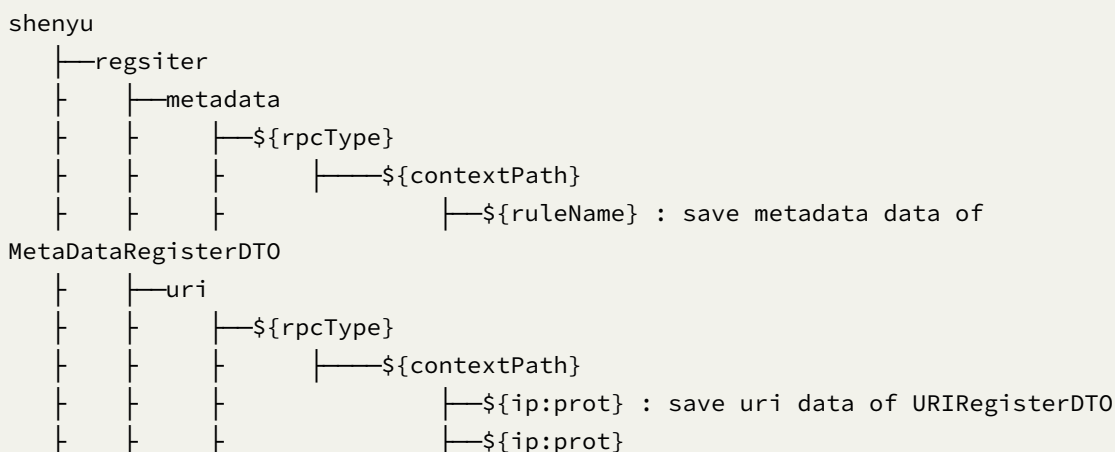 shenyu
   ├──regsiter
   ├    ├──metadata
   ├    ├     ├──${rpcType}
   ├    ├     ├      ├────${contextPath}
   ├    ├     ├               ├──${ruleName} : save metadata data of
MetaDataRegisterDTO
   ├    ├──uri
   ├    ├     ├──${rpcType}
   ├    ├     ├      ├────${contextPath}
   ├    ├     ├               ├──${ip:prot} : save uri data of URIRegisterDTO
   ├    ├     ├               ├──${ip:prot}